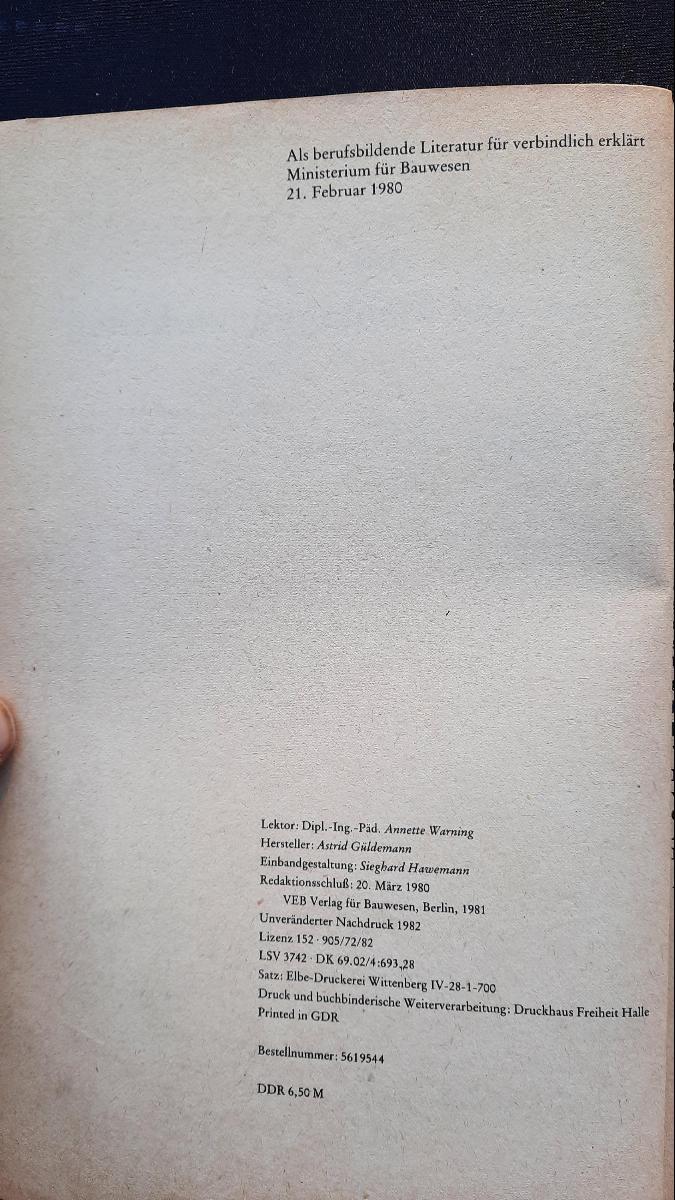 Als berufsbildende Literatur für verbindlich erklärt
Ministerium für Bauwesen
21. Februar 1980
Lektor: Dipl.-Ing.-Päd. Annette Warning
Hersteller: Astrid Güldemann
Einbandgestaltung: Sieghard Hawemann
Redaktionsschluß: 20. März 1980
VEB Verlag für Bauwesen, Berlin, 1981
Unveränderter Nachdruck 1982
Lizenz 152 · 905/72/82
LSV 3742 · DK 69.02/4:693,,28
Satz: Elbe-Druckerei Wittenberg IV-28-1-700
Druck und buchbinderische Weiterverarbeitung: Druckhaus Freiheit Halle
Printed in GDR
Bestellnummer: 5619544
DDR 6,50 M